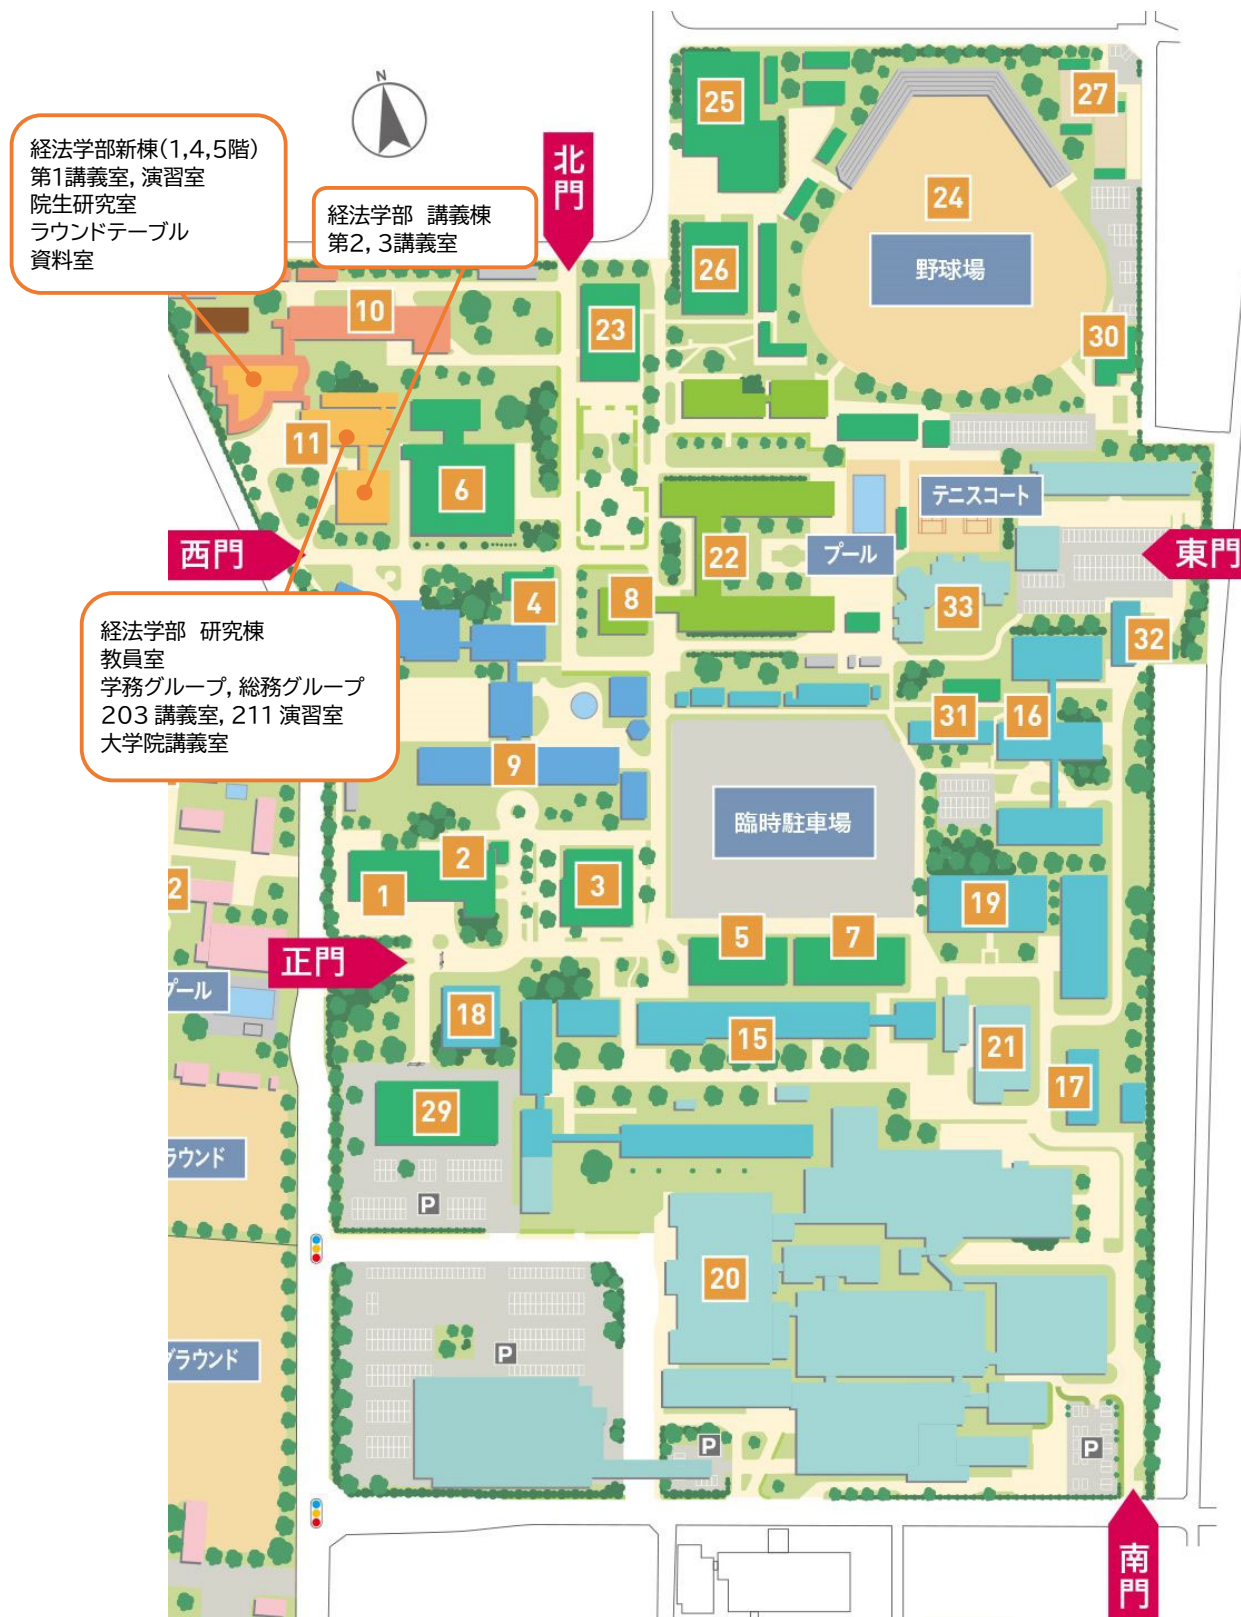 N
25
27
経法学部新棟(1,4,5階)
第1講義室, 演習室
院生研究室
ラウンドテーブル
資料室
北門
経法学部 講義棟
第2, 3講義室
24
野球場
26
10
23
30
11
6
テニスコート
西門
プール
東門
22
4
8
33
32
経法学部 研究棟
教員室
学務グループ, 総務グループ
203 講義室, 211 演習室
大学院講義室
31
16
9
臨時駐車場
2
1
3
2
19
5
7
正門
プール
18
15
21
17
29
ラウンド
P
20
グラウンド
P
P
P
南門